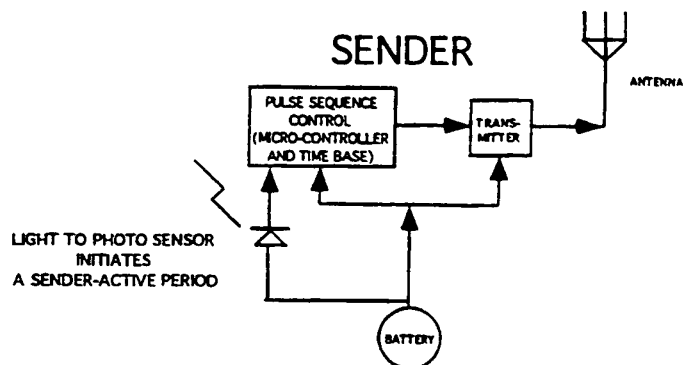 SENDER
ANTENNA
PULSE SEQUENCE
CONTROL
(MICRO-CONTROLLER
AND TIME BASE)
TRANS-
MITTER
LIGHT TO PHOTO SENSOR
INITIATES
A SENDER-ACTIVE PERIOD
BATTERY